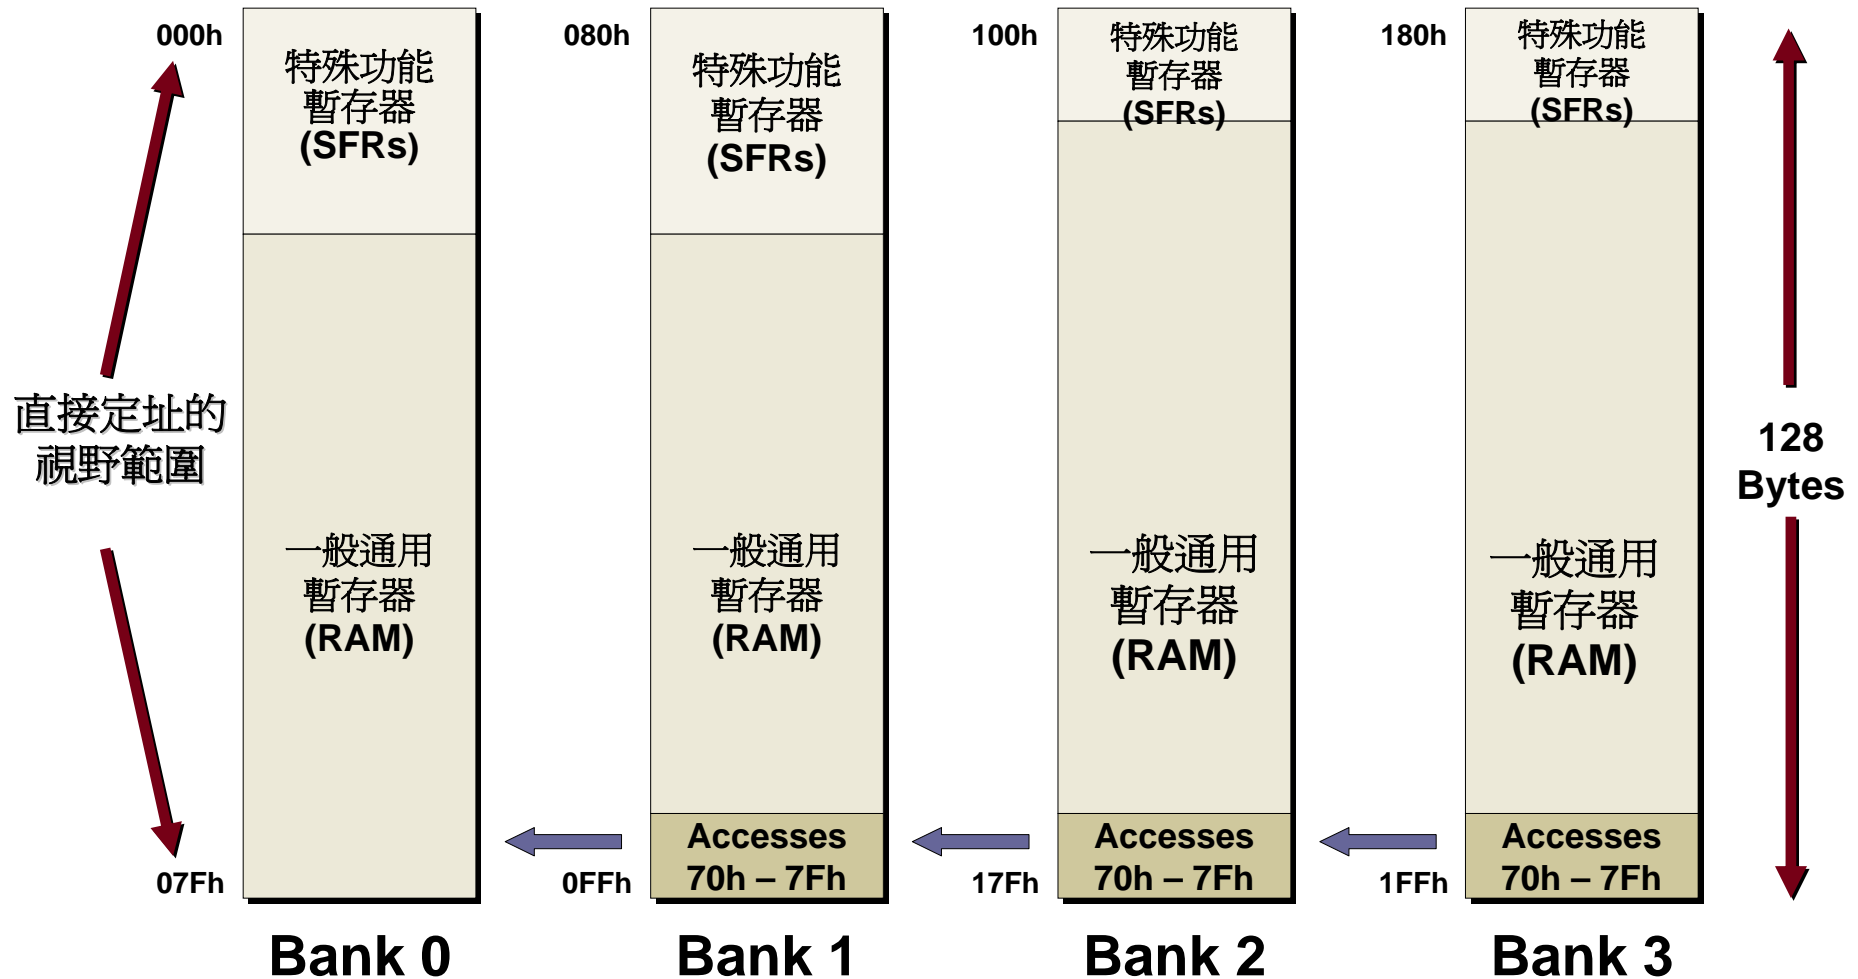 000h
特殊功能
暫存器
(SFRs)
080h
特殊功能
暫存器
(SFRs)
100h
特殊功能
暫存器
(SFRs)
180h
特殊功能
暫存器
(SFRs)
直接定址的
視野範圍
128
Bytes
一般通用
暫存器
(RAM)
一般通用
暫存器
(RAM)
一般通用
暫存器
(RAM)
一般通用
暫存器
(RAM)
07Fh
0FFh
Accesses
70h – 7Fh
17Fh
Accesses
70h – 7Fh
1FFh
Accesses
70h – 7Fh
Bank 0
Bank 1
Bank 2
Bank 3